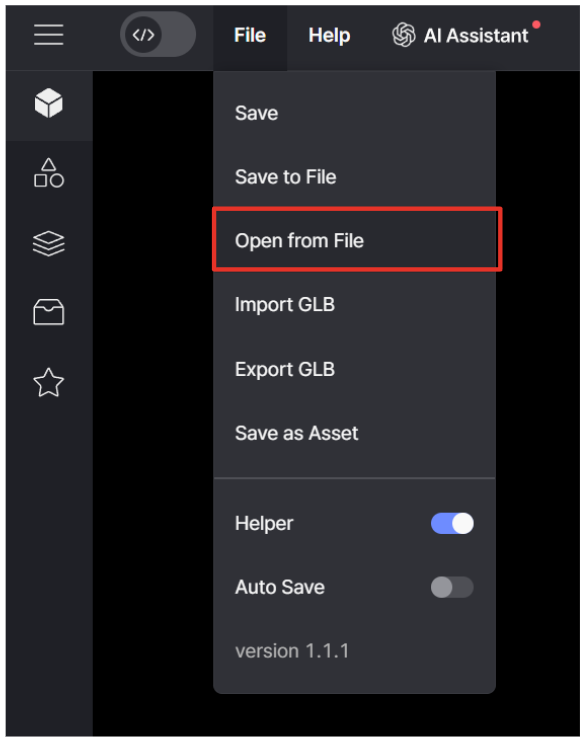 </>
File
Help
AI Assistant
Save
Save to File
Open from File
Import GLB
Export GLB
Save as Asset
Helper
Auto Save
version 1.1.1